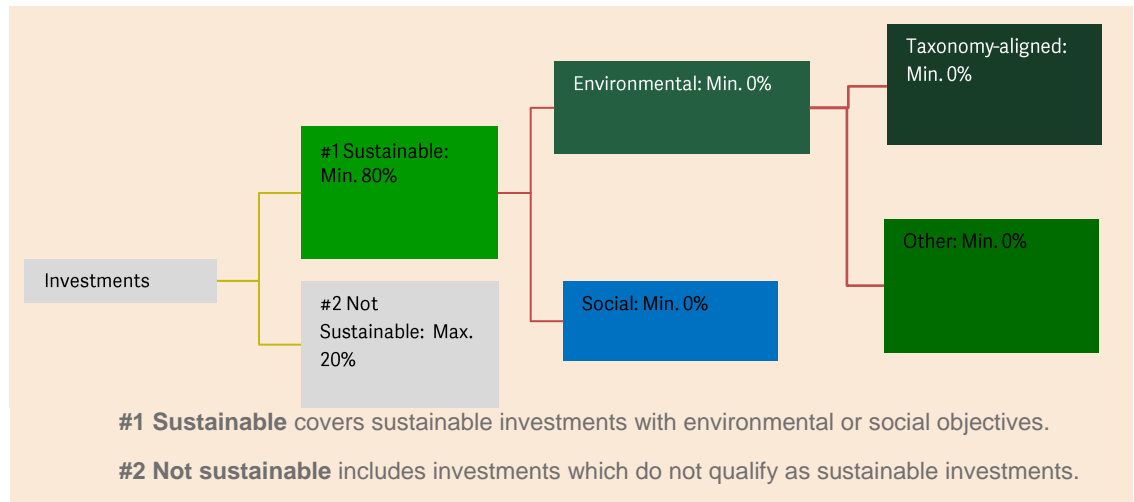 Taxonomy-aligned:
Min. 0%
Environmental: Min. 0%
#1 Sustainable:
Min. 80%
Other: Min. 0%
Investments
#2 Not
Sustainable: Max.
20%
Social: Min. 0%
#1 Sustainable covers sustainable investments with environmental or social objectives.
#2 Not sustainable includes investments which do not qualify as sustainable investments.